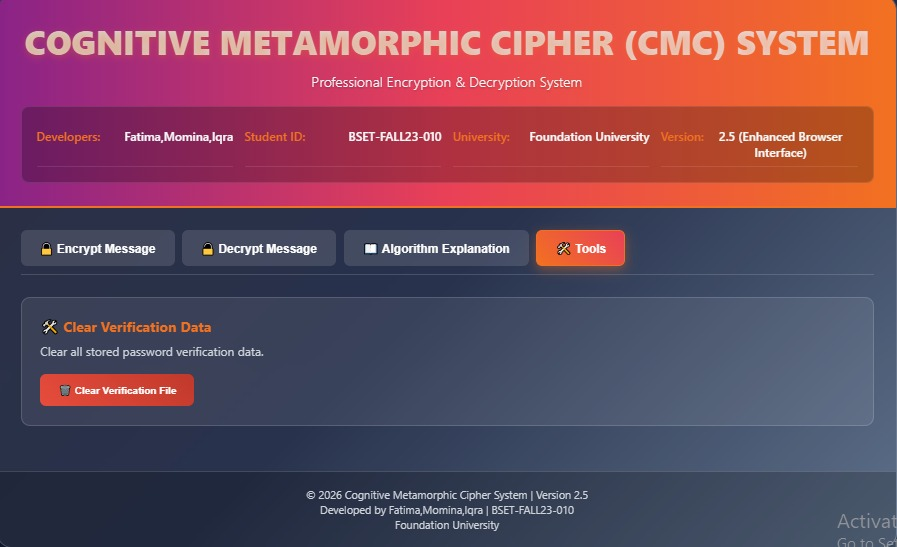 COGNITIVE METAMORPHIC CIPHER (CMC) SYSTEM
Professional Encryption & Decryption System
Developers: Fatima,Momina,Iqra Student ID: BSET-FALL23-010 University: Foundation University Version: 2.5 (Enhanced Browser
Interface)
Encrypt Message Decrypt Message Algorithm Explanation Tools
Clear Verification Data
Clear all stored password verification data.
Clear Verification File
© 2026 Cognitive Metamorphic Cipher System | Version 2.5
Developed by Fatima,Momina,Iqra | BSET-FALL23-010
Foundation University
Activat
Go to Se